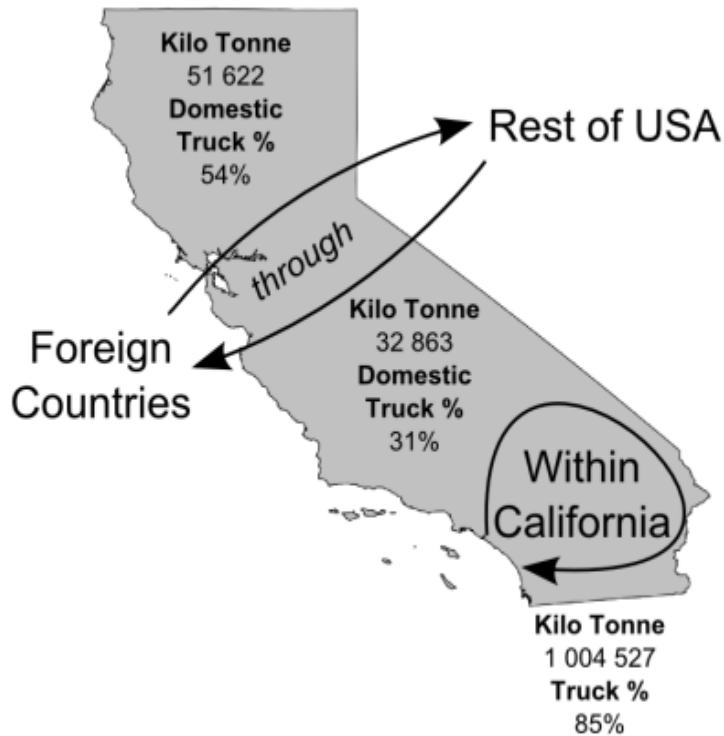 Kilo Tonne
51 622
Domestic
Truck %
54%
Rest of USA
through
Foreign
Countries
Kilo Tonne
32 863
Domestic
Truck %
31%
Within
California
Kilo Tonne
1 004 527
Truck %
85%